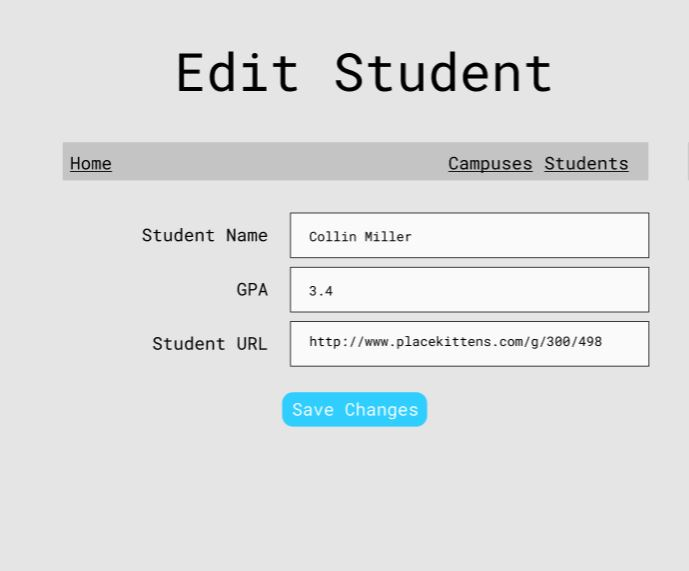 Edit Student
Home Campuses Students
Student Name Collin Miller
GPA 3.4
Student URL http://www.placekittens.com/g/300/498
Save Changes